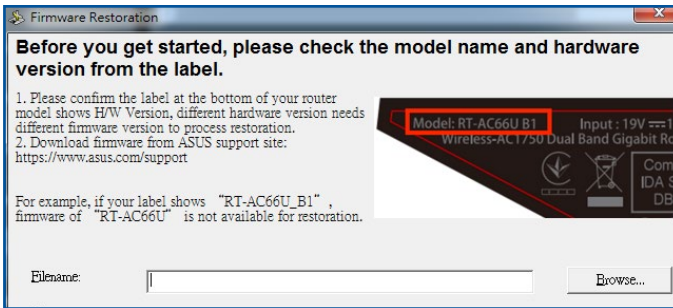 Firmware Restoration
Before you get started, please check the model name and hardware
version from the label.
1. Please confirm the label at the bottom of your router
model shows H/W Version, different hardware version needs
different firmware version to process restoration.
2. Download firmware from ASUS support site:
https://www.asus.com/support
For example, if your label shows “RT-AC66U_B1”,
firmware of “RT-AC66U” is not available for restoration.
Model: RT-AC66U B1 Input : 19V
Wireless-AC1750 Dual Band Gigabit
IDA
DB
Filename:
Browse...